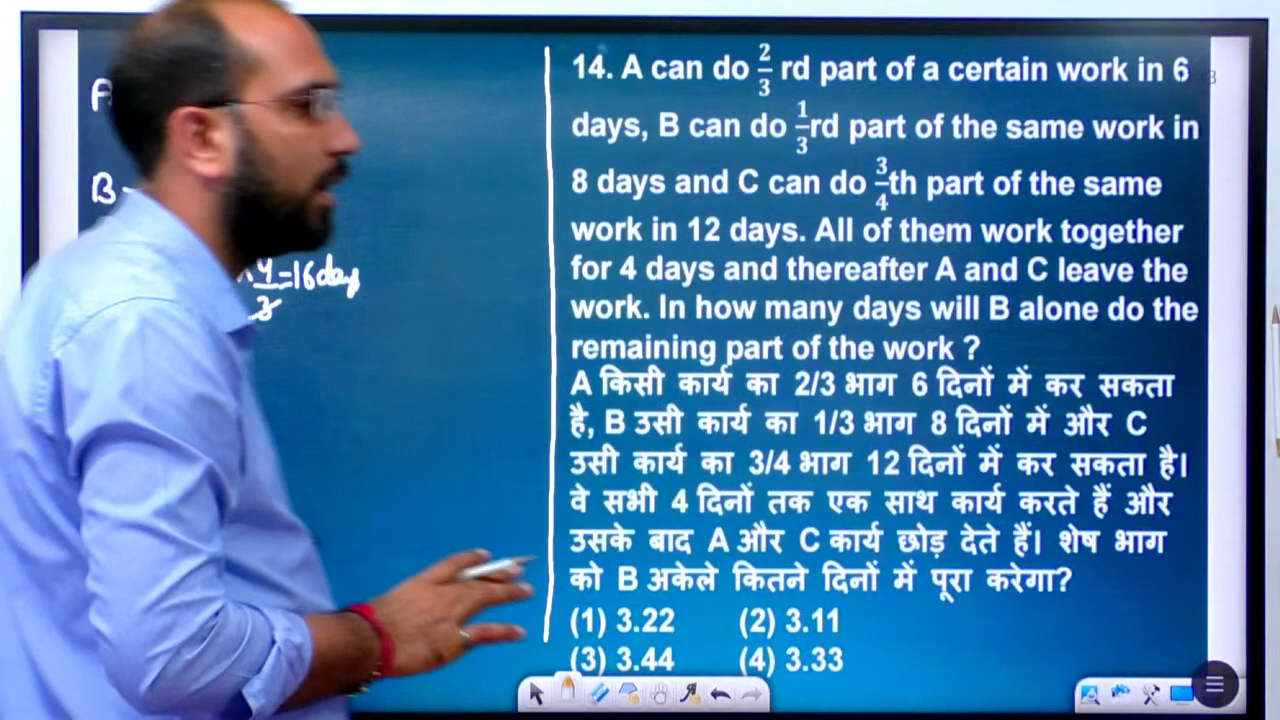 A
B -
14. A can do 2/3 rd part of a certain work in 6
days, B can do 1/3rd part of the same work in
8 days and C can do 3/4th part of the same
work in 12 days. All of them work together
for 4 days and thereafter A and C leave the
work. In how many days will B alone do the
remaining part of the work ?
A किसी कार्य का 2/3 भाग 6 दिनों में कर सकता
है, B उसी कार्य का 1/3 भाग 8 दिनों में और C
उसी कार्य का 3/4 भाग 12 दिनों में कर सकता है।
वे सभी 4 दिनों तक एक साथ कार्य करते हैं और
उसके बाद A और C कार्य छोड़ देते हैं। शेष भाग
को B अकेले कितने दिनों में पूरा करेगा?
(1) 3.22 (2) 3.11
(3) 3.44 (4) 3.33
× 4/3 = 16 days